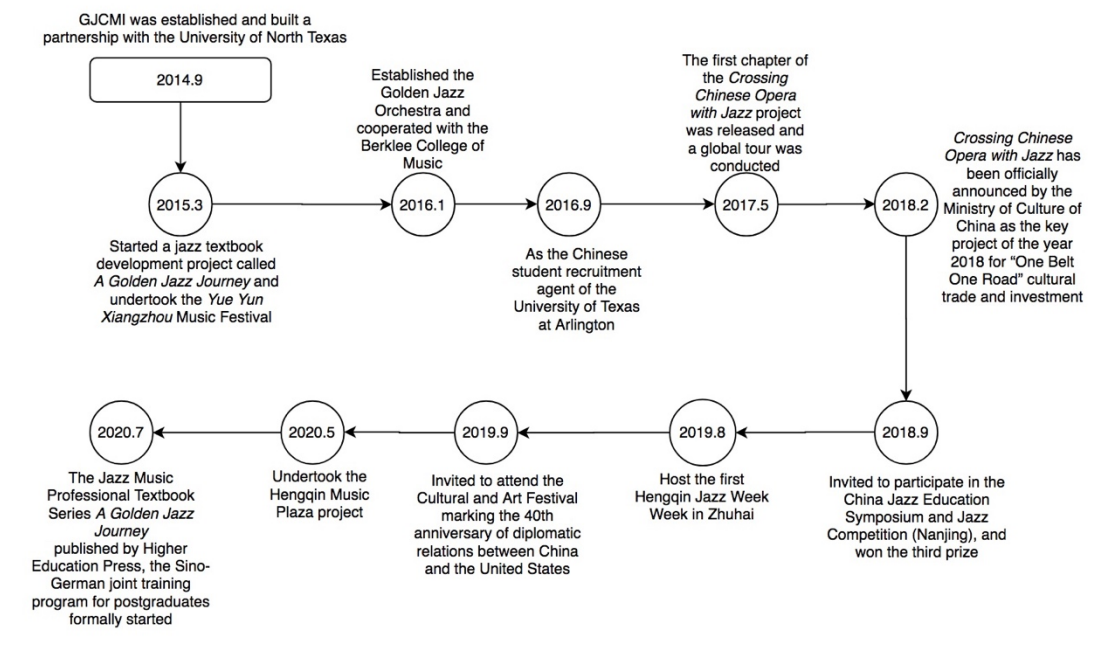 GJCMI was established and built a
partnership with the University of North Texas
2014.9
2015.3
Started a jazz textbook
development project called
A Golden Jazz Journey and
undertook the Yue Yun
Xiangzhou Music Festival
Established the
Golden Jazz
Orchestra and
cooperated with the
Berklee College of
Music
2016.1
2016.9
As the Chinese
student recruitment
agent of the
University of Texas
at Arlington
The first chapter of
the Crossing
Chinese Opera
with Jazz project
was released and
a global tour was
conducted
2017.5
2018.2
Crossing Chinese
Opera with Jazz has
been officially
announced by the
Ministry of Culture of
China as the key
project of the year
2018 for “One Belt
One Road” cultural
trade and investment
2018.9
Invited to participate in the
China Jazz Education
Symposium and Jazz
Competition (Nanjing), and
won the third prize
2019.8
Host the first
Hengqin Jazz Week
Week in Zhuhai
2019.9
Invited to attend the
Cultural and Art Festival
marking the 40th
anniversary of diplomatic
relations between China
and the United States
2020.5
Undertook the
Hengqin Music
Plaza project
2020.7
The Jazz Music
Professional Textbook
Series A Golden Jazz
Journey
published by Higher
Education Press, the Sino-
German joint training
program for postgraduates
formally started